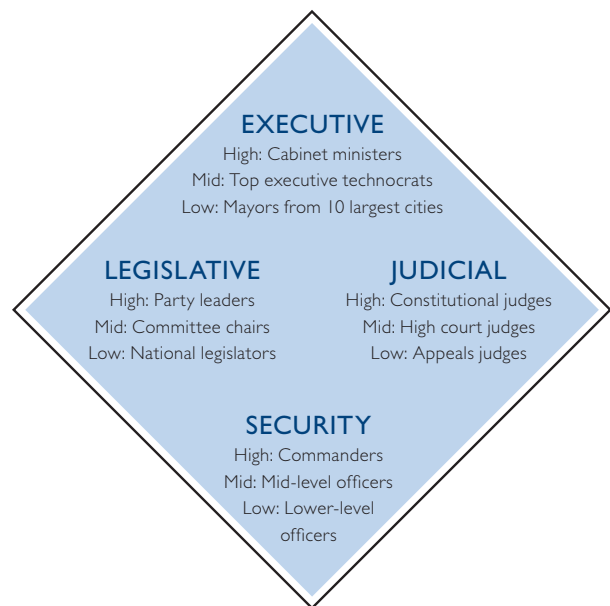 EXECUTIVE
High: Cabinet ministers
Mid: Top executive technocrats
Low: Mayors from 10 largest cities
LEGISLATIVE
High: Party leaders
Mid: Committee chairs
Low: National legislators
JUDICIAL
High: Constitutional judges
Mid: High court judges
Low: Appeals judges
SECURITY
High: Commanders
Mid: Mid-level officers
Low: Lower-level
officers